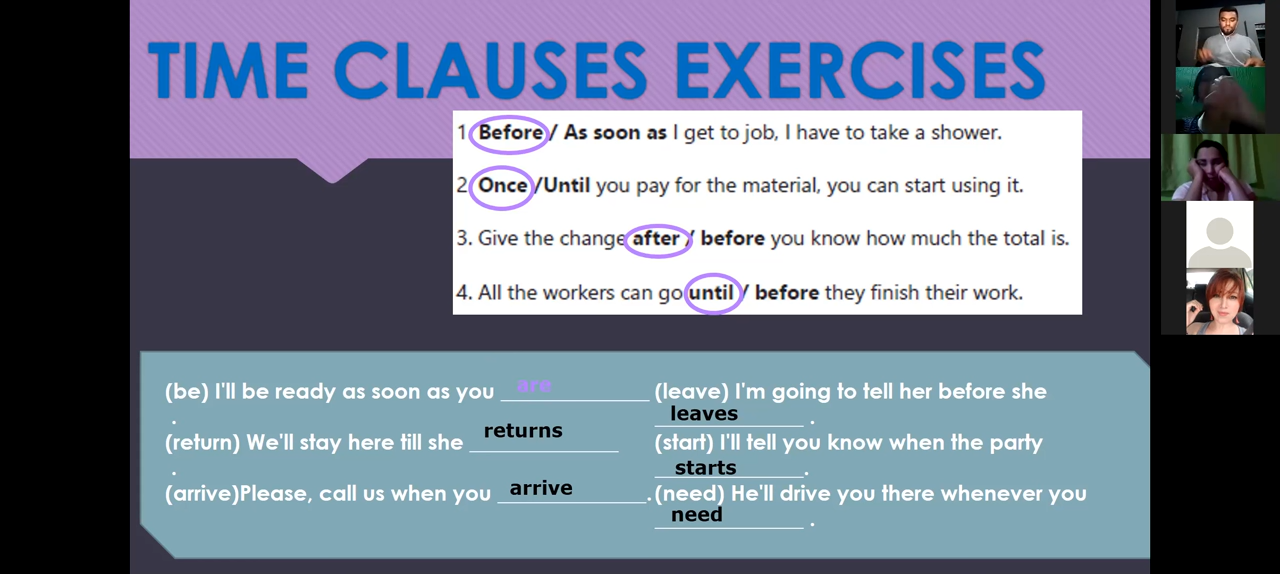 TIME CLAUSES EXERCISES
1 Before / As soon as I get to job, I have to take a shower.
2 Once /Until you pay for the material, you can start using it.
3. Give the change after / before you know how much the total is.
4. All the workers can go until / before they finish their work.
(be) I'll be ready as soon as you are
.
(return) We'll stay here till she returns
.
(arrive)Please, call us when you arrive.
(leave) I'm going to tell her before she
leaves .
(start) I'll tell you know when the party
starts.
(need) He'll drive you there whenever you
need .